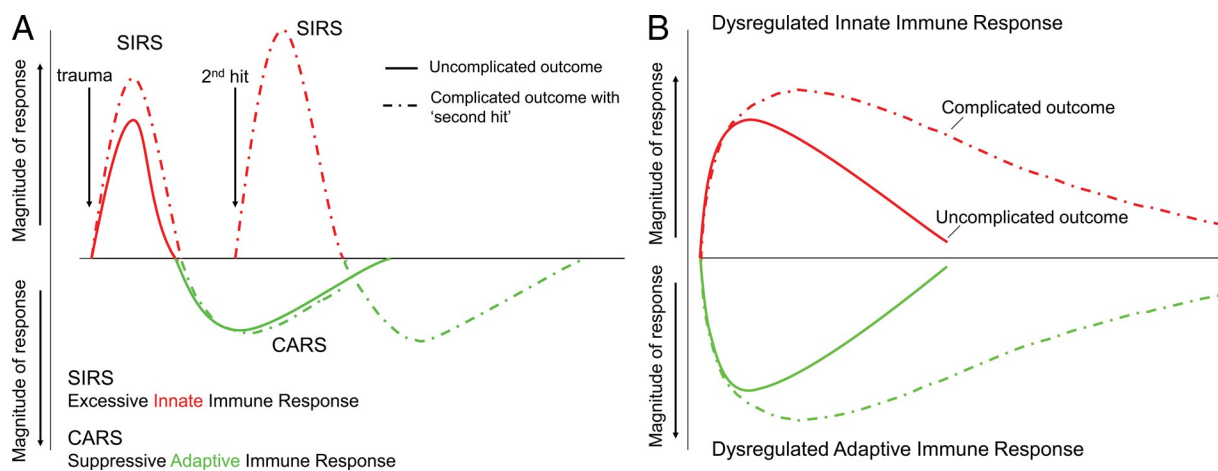 A
SIRS
SIRS
trauma
2nd hit
Uncomplicated outcome
Complicated outcome with
'second hit'
Magnitude of response
Magnitude of response
CARS
SIRS
Excessive Innate Immune Response
CARS
Suppressive Adaptive Immune Response
B
Dysregulated Innate Immune Response
Complicated outcome
Uncomplicated outcome
Magnitude of response
Magnitude of response
Dysregulated Adaptive Immune Response